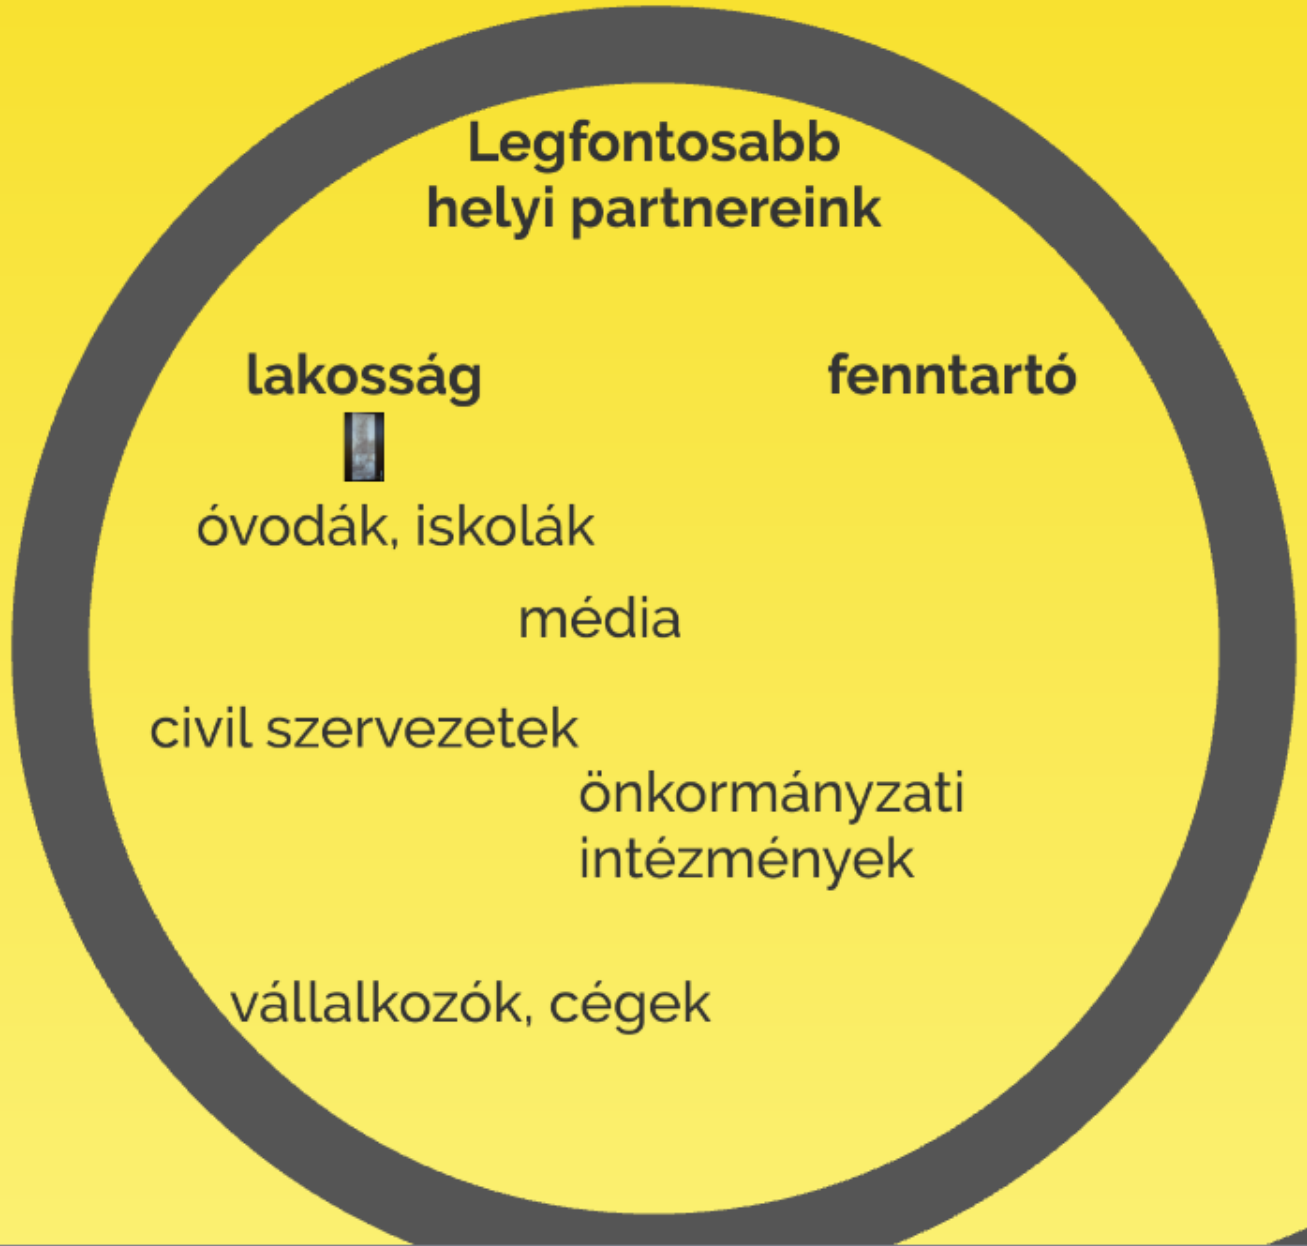 Legfontosabb
helyi partnereink
lakosság
fenntartó
óvodák, iskolák
média
civil szervezetek
önkormányzati
intézmények
vállalkozók, cégek